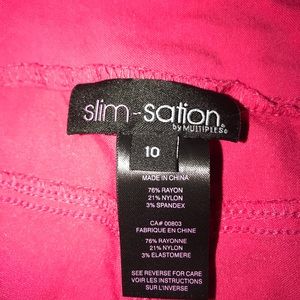 slim-sation®
by MULTIPLES®
10
MADE IN CHINA
76% RAYON
21% NYLON
3% SPANDEX
CA# 00803
FABRIQUE EN CHINE
76% RAYONNE
21% NYLON
3% ELASTOMERE
SEE REVERSE FOR CARE
VOIR LES INSTRUCTIONS
SUR L'INVERSE